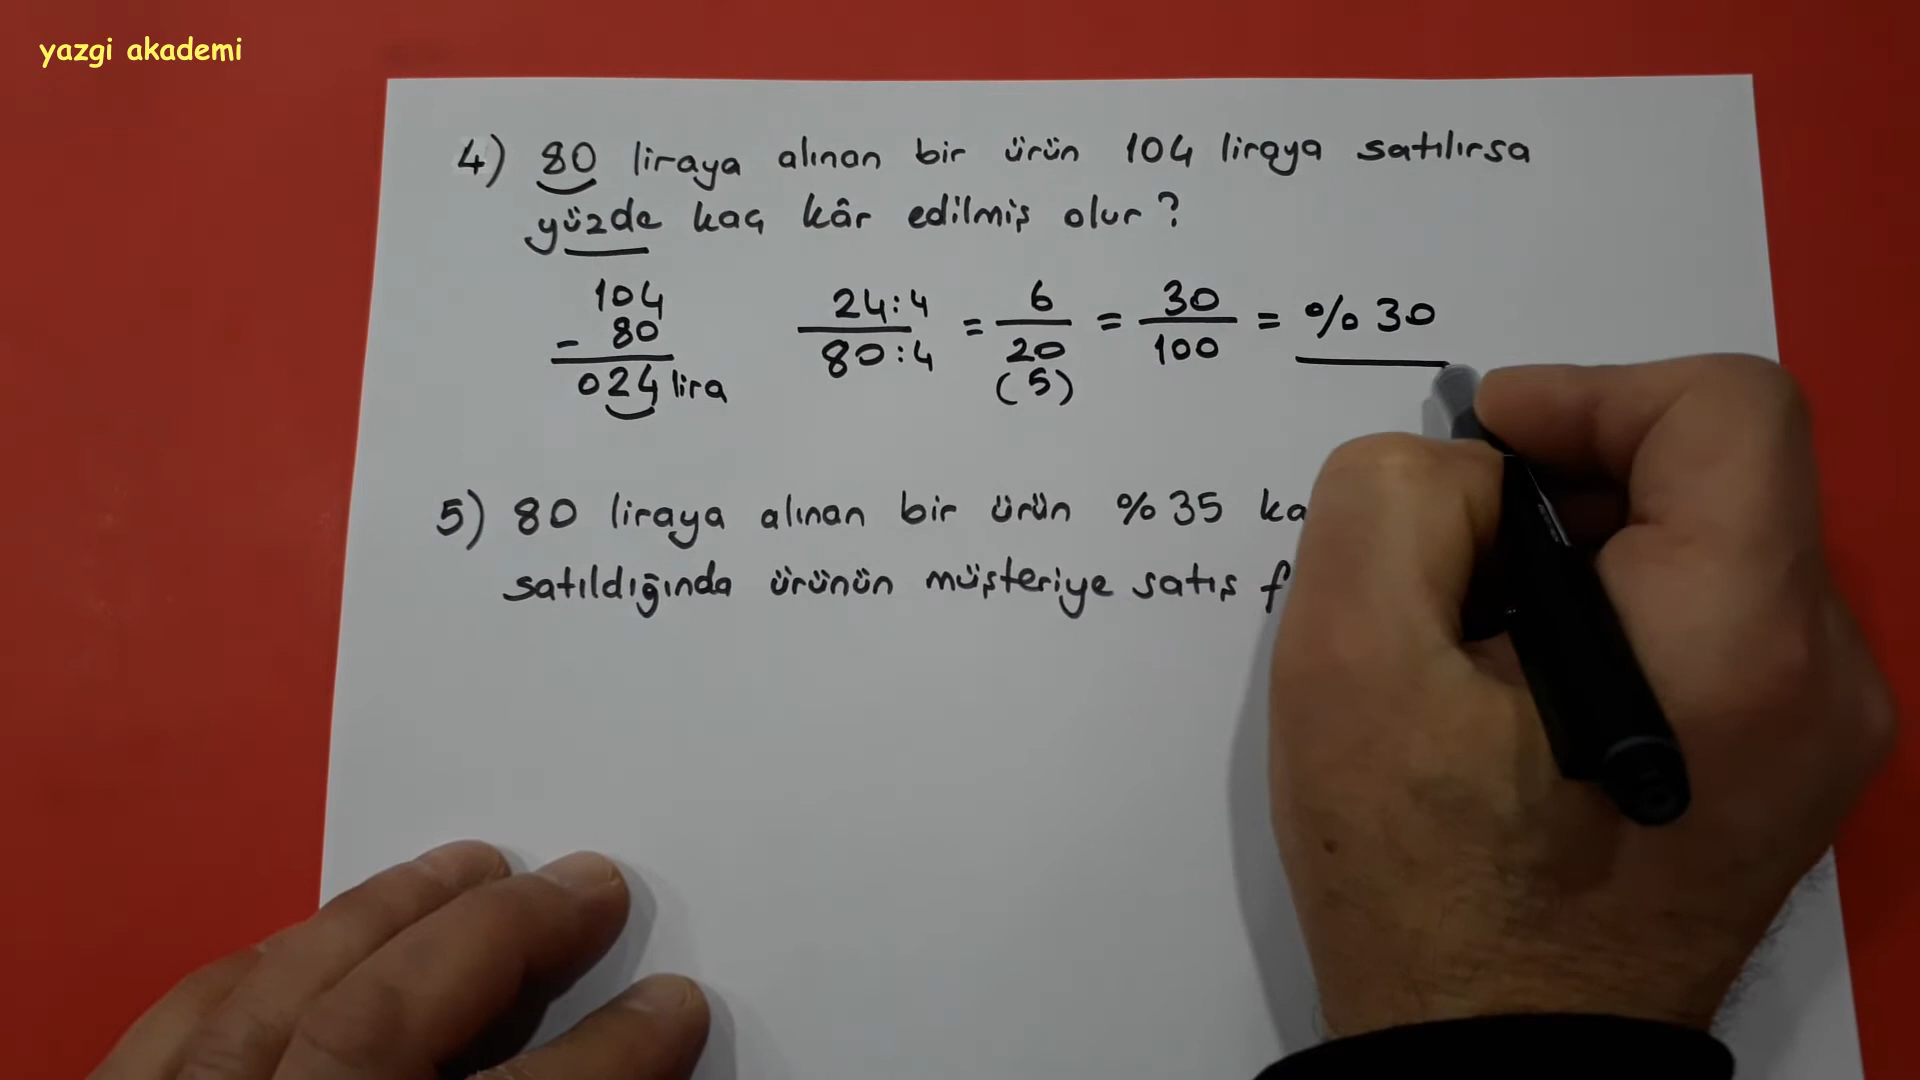 yazgi akademi
4) 80 liraya alınan bir ürün 104 liraya satılırsa
yüzde kaç kâr edilmiş olur?
104
- 80
024 lira
24:4 / 80:4 = 6 / 20 (5) = 30 / 100 = % 30
5) 80 liraya alınan bir ürün % 35
satıldığında ürünün müşteriye satış